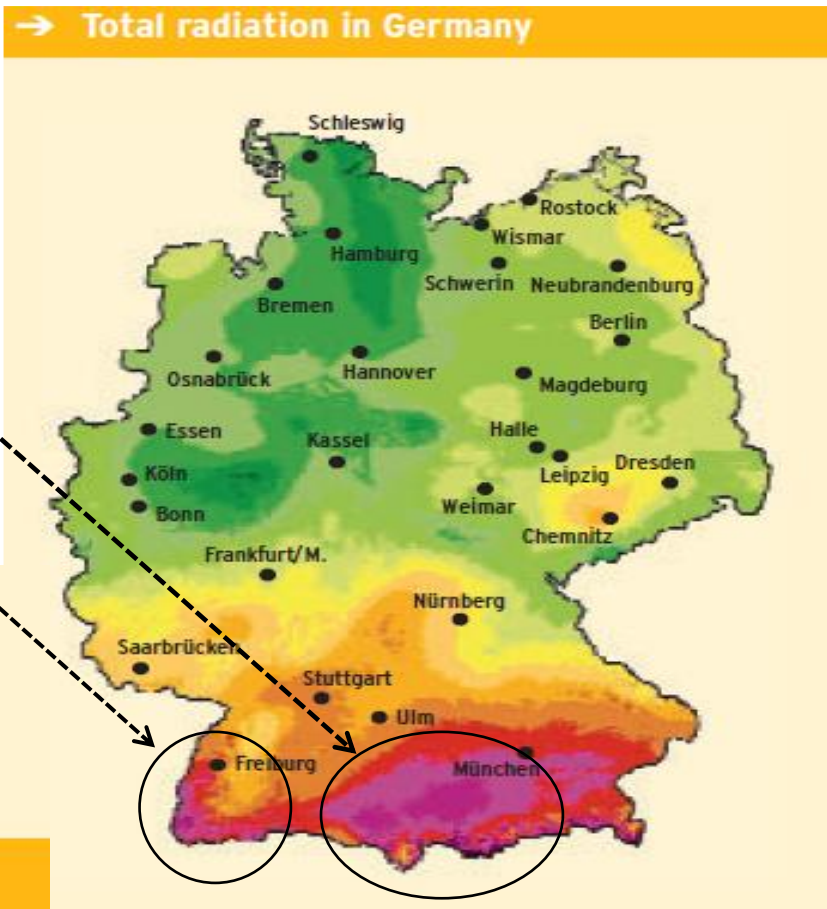 → Total radiation in Germany
Schleswig
Rostock
Wismar
Hamburg
Schwerin
Neubrandenburg
Bremen
Berlin
Osnabrück
Hannover
Magdeburg
Essen
Kassel
Halle
Leipzig
Dresden
Köln
Weimar
Bonn
Chemnitz
Frankfurt/M.
Nürnberg
Saarbrücken
Stuttgart
Ulm
Freiburg
München